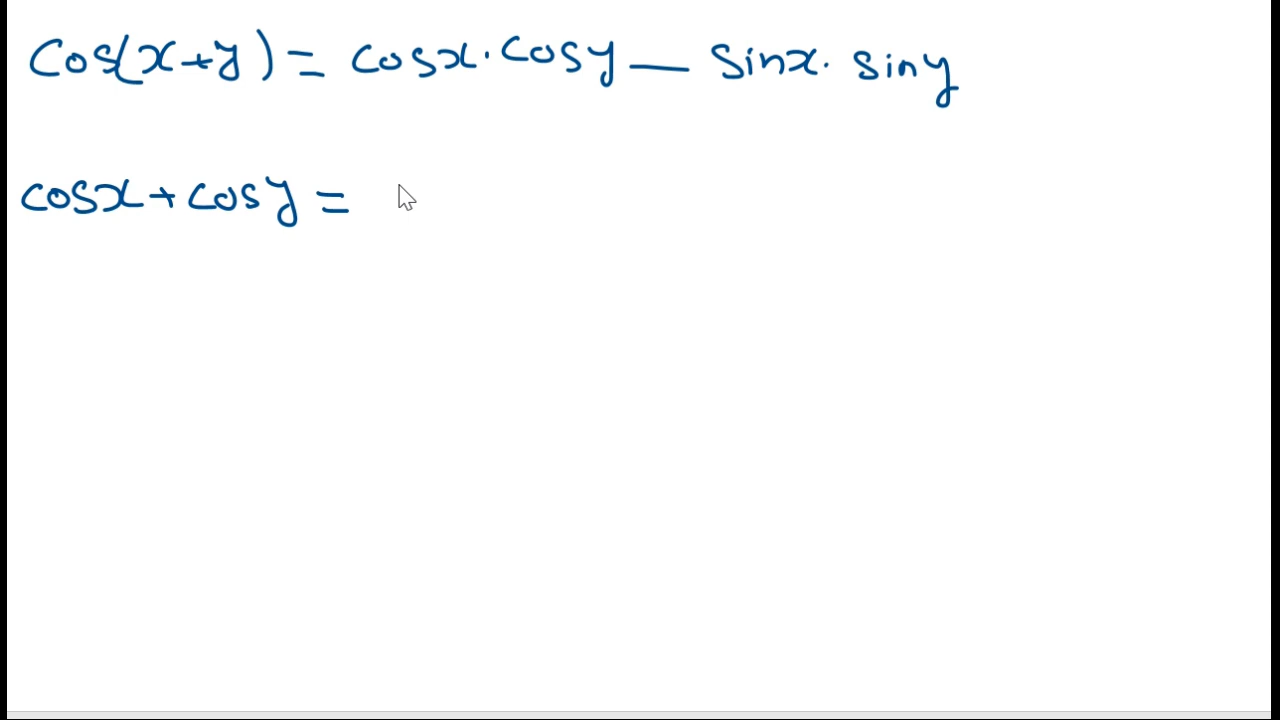 Cos(x+y) = cosx·cosy — sinx· siny
cosx+cosy =